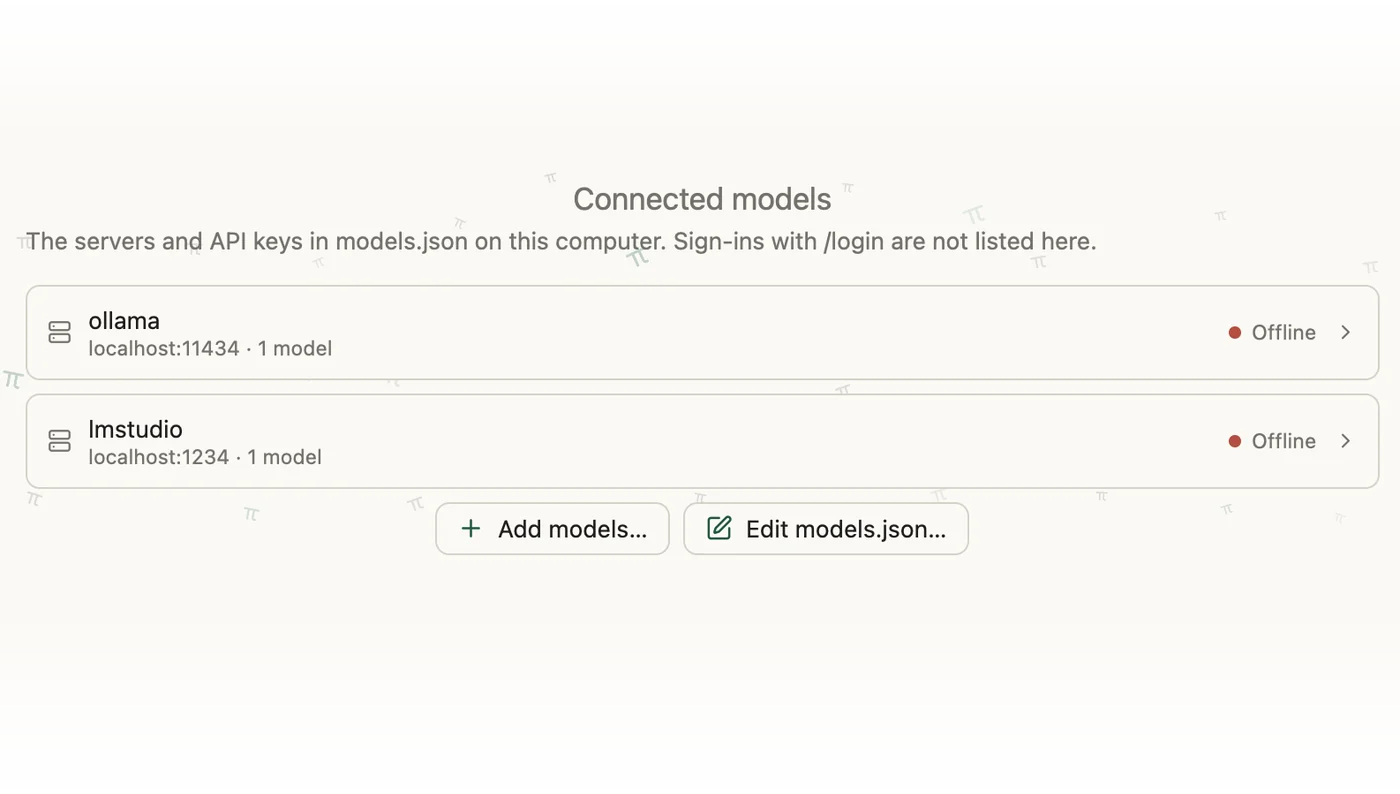 Connected models
The servers and API keys in models.json on this computer. Sign-ins with /login are not listed here.
ollama
localhost:11434 · 1 model
Offline
lmstudio
localhost:1234 · 1 model
Offline
Add models...
Edit models.json...